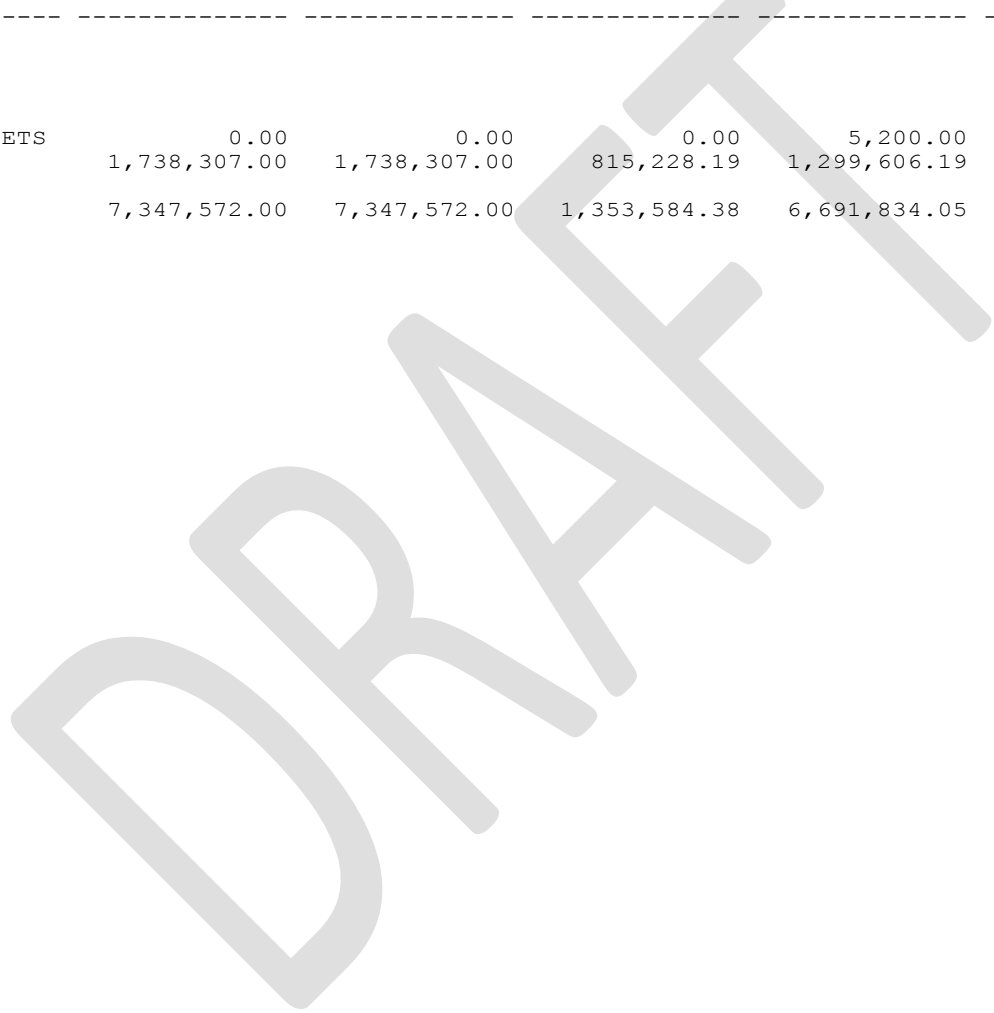 ---- -------------- -------------- -------------- -------------- -
ETS 0.00 0.00 0.00 5,200.00
1,738,307.00 1,738,307.00 815,228.19 1,299,606.19
7,347,572.00 7,347,572.00 1,353,584.38 6,691,834.05
DRAFT